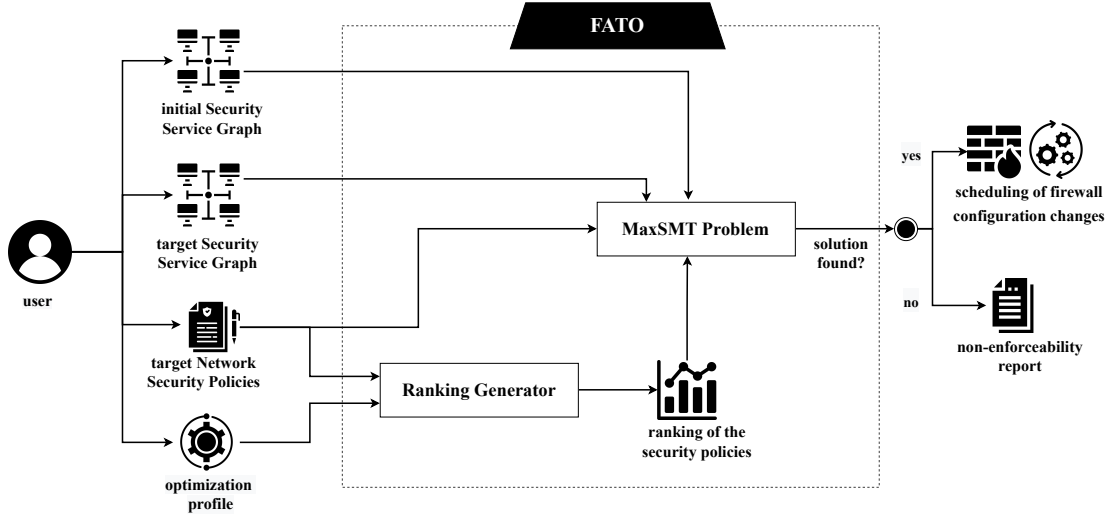 FATO
initial Security
Service Graph
target Security
Service Graph
user
target Network
Security Policies
optimization
profile
MaxSMT Problem
Ranking Generator
ranking of the
security policies
solution
found?
yes
no
scheduling of firewall
configuration changes
non-enforceability
report